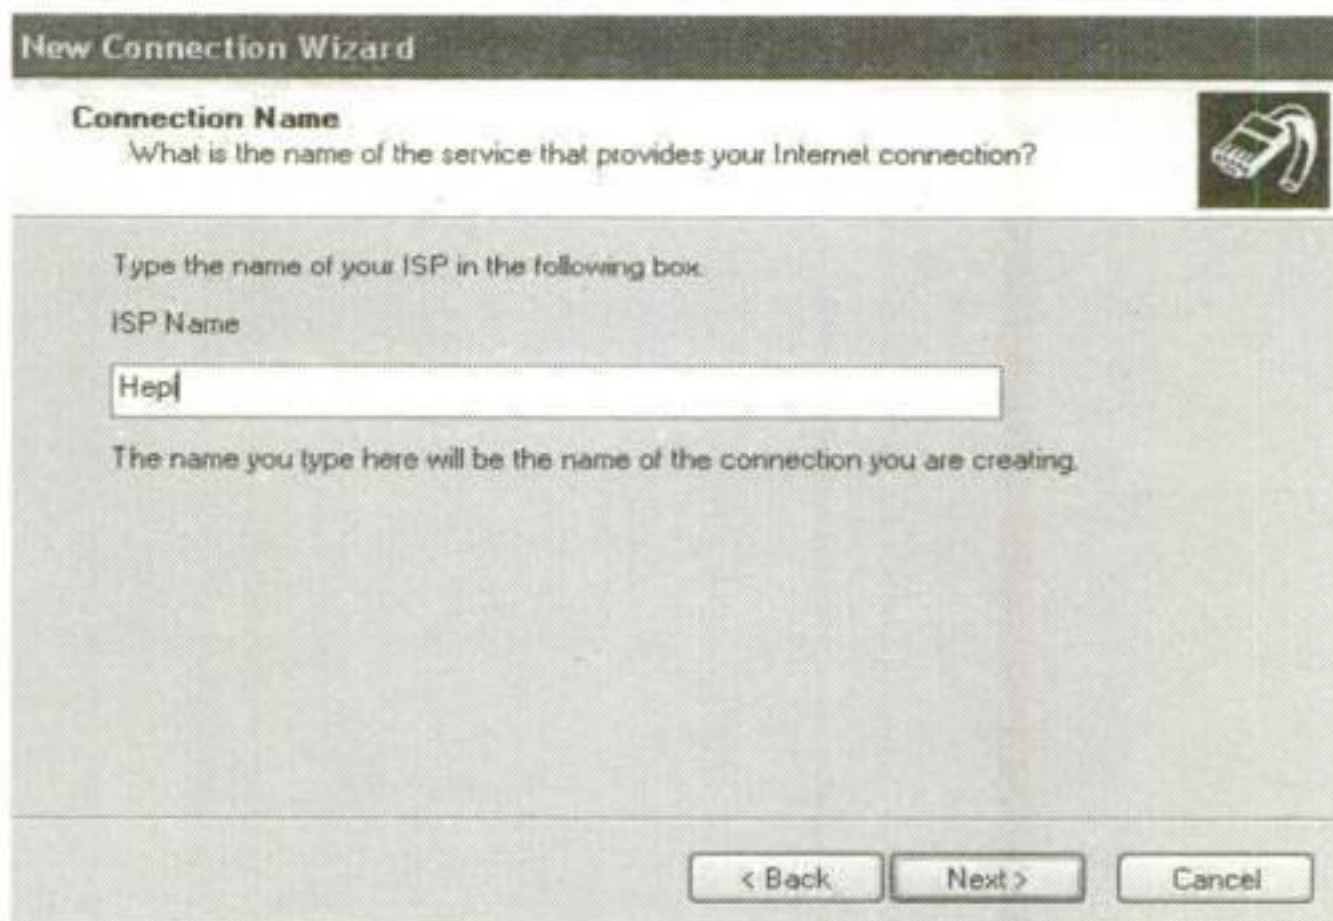 New Connection Wizard
Connection Name
What is the name of the service that provides your Internet connection?
Type the name of your ISP in the following box.
ISP Name
Hepi
The name you type here will be the name of the connection you are creating.
< Back
Next >
Cancel